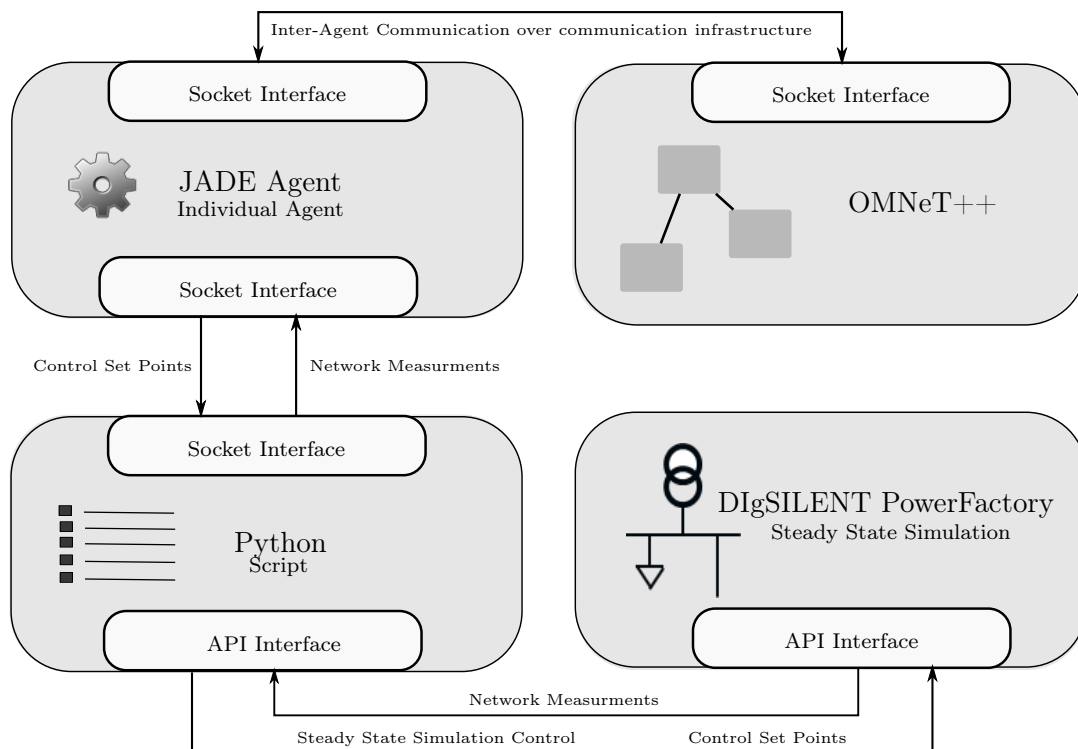 Inter-Agent Communication over communication infrastructure
Socket Interface
Socket Interface
JADE Agent
Individual Agent
OMNeT++
Socket Interface
Control Set Points
Network Measurments
Socket Interface
DIgSILENT PowerFactory
Steady State Simulation
Python
Script
API Interface
API Interface
Network Measurments
Steady State Simulation Control
Control Set Points